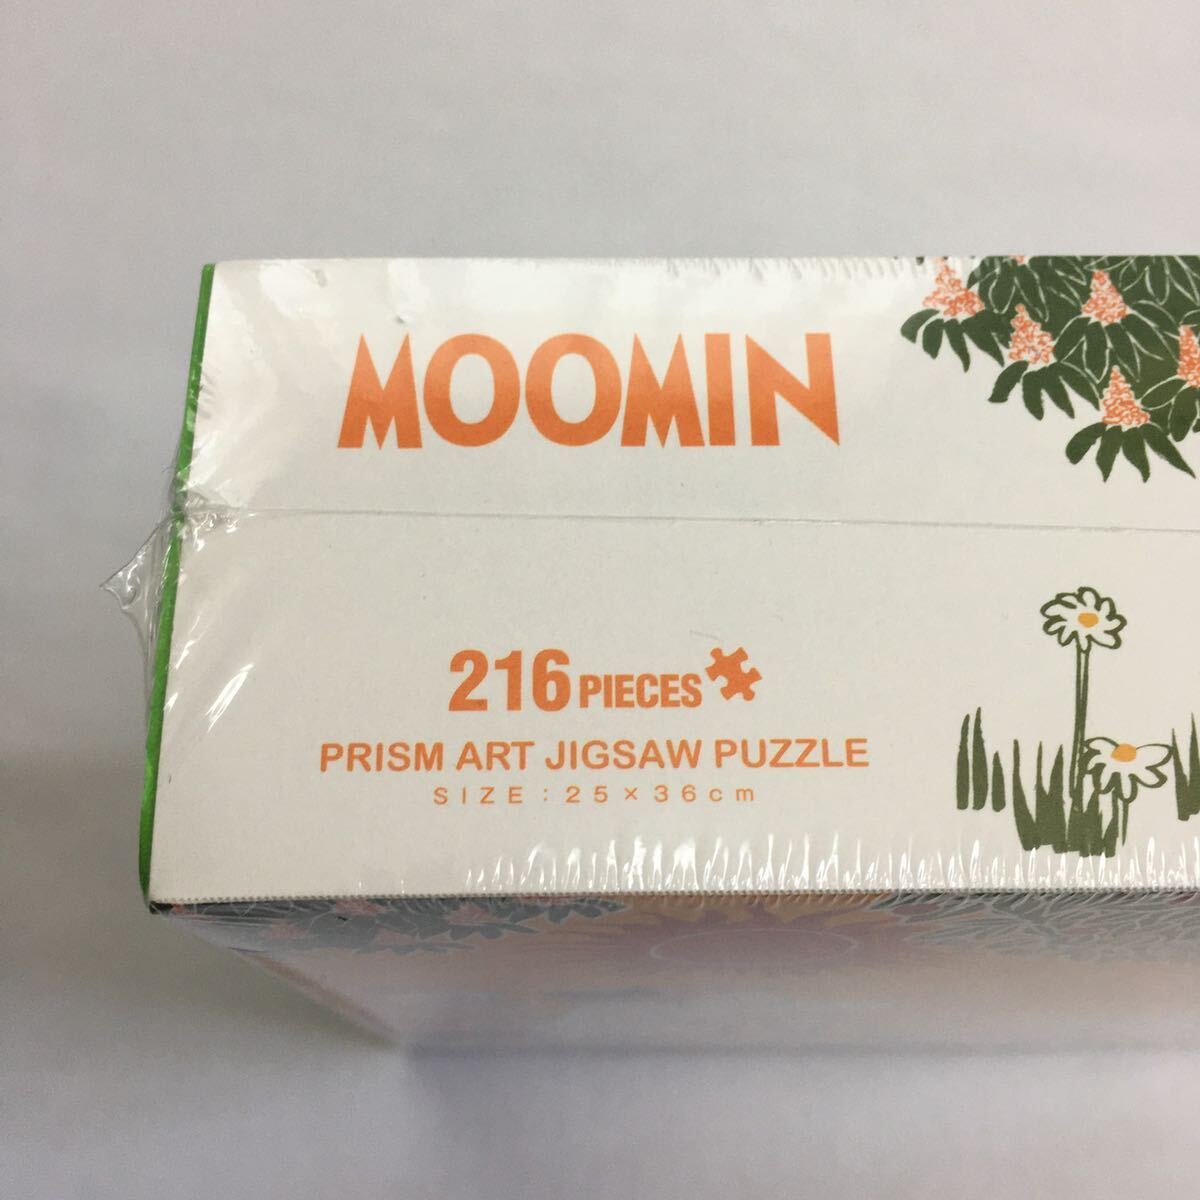 MOOMIN
216 PIECES
PRISM ART JIGSAW PUZZLE
SIZE：25×36cm